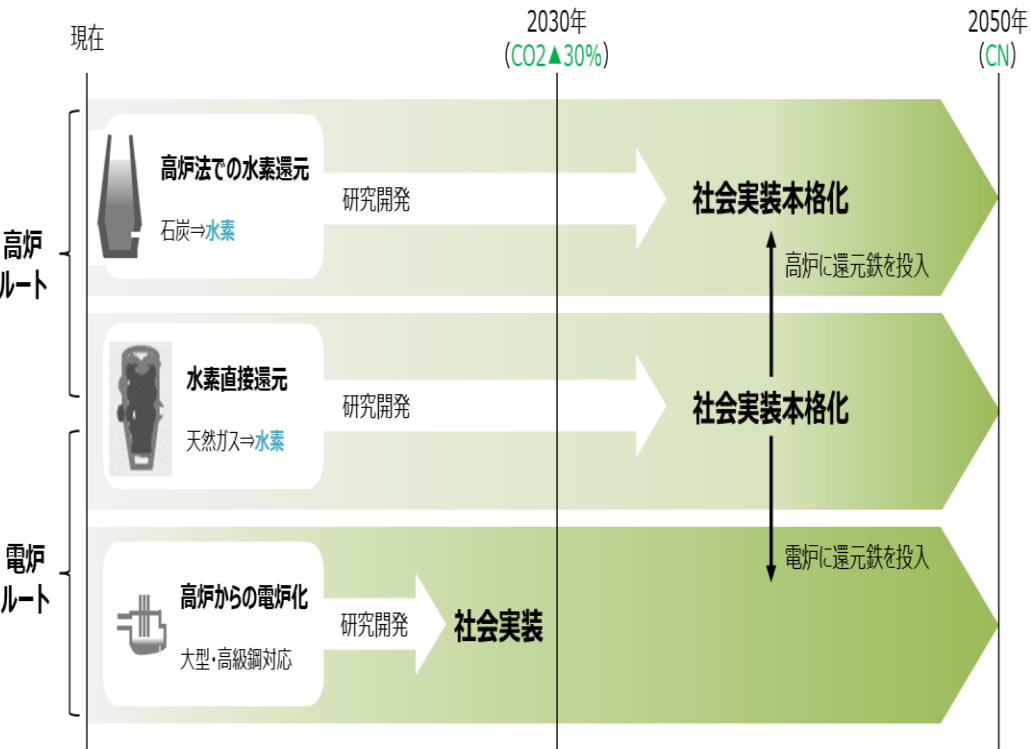 現在
2030年
(CO2▲30%)
2050年
(CN)
高炉
ルート
高炉法での水素還元
石炭⇒水素
研究開発
社会実装本格化
高炉に還元鉄を投入
水素直接還元
天然ガス⇒水素
研究開発
社会実装本格化
電炉に還元鉄を投入
電炉
ルート
高炉からの電炉化
大型・高級鋼対応
研究開発
社会実装